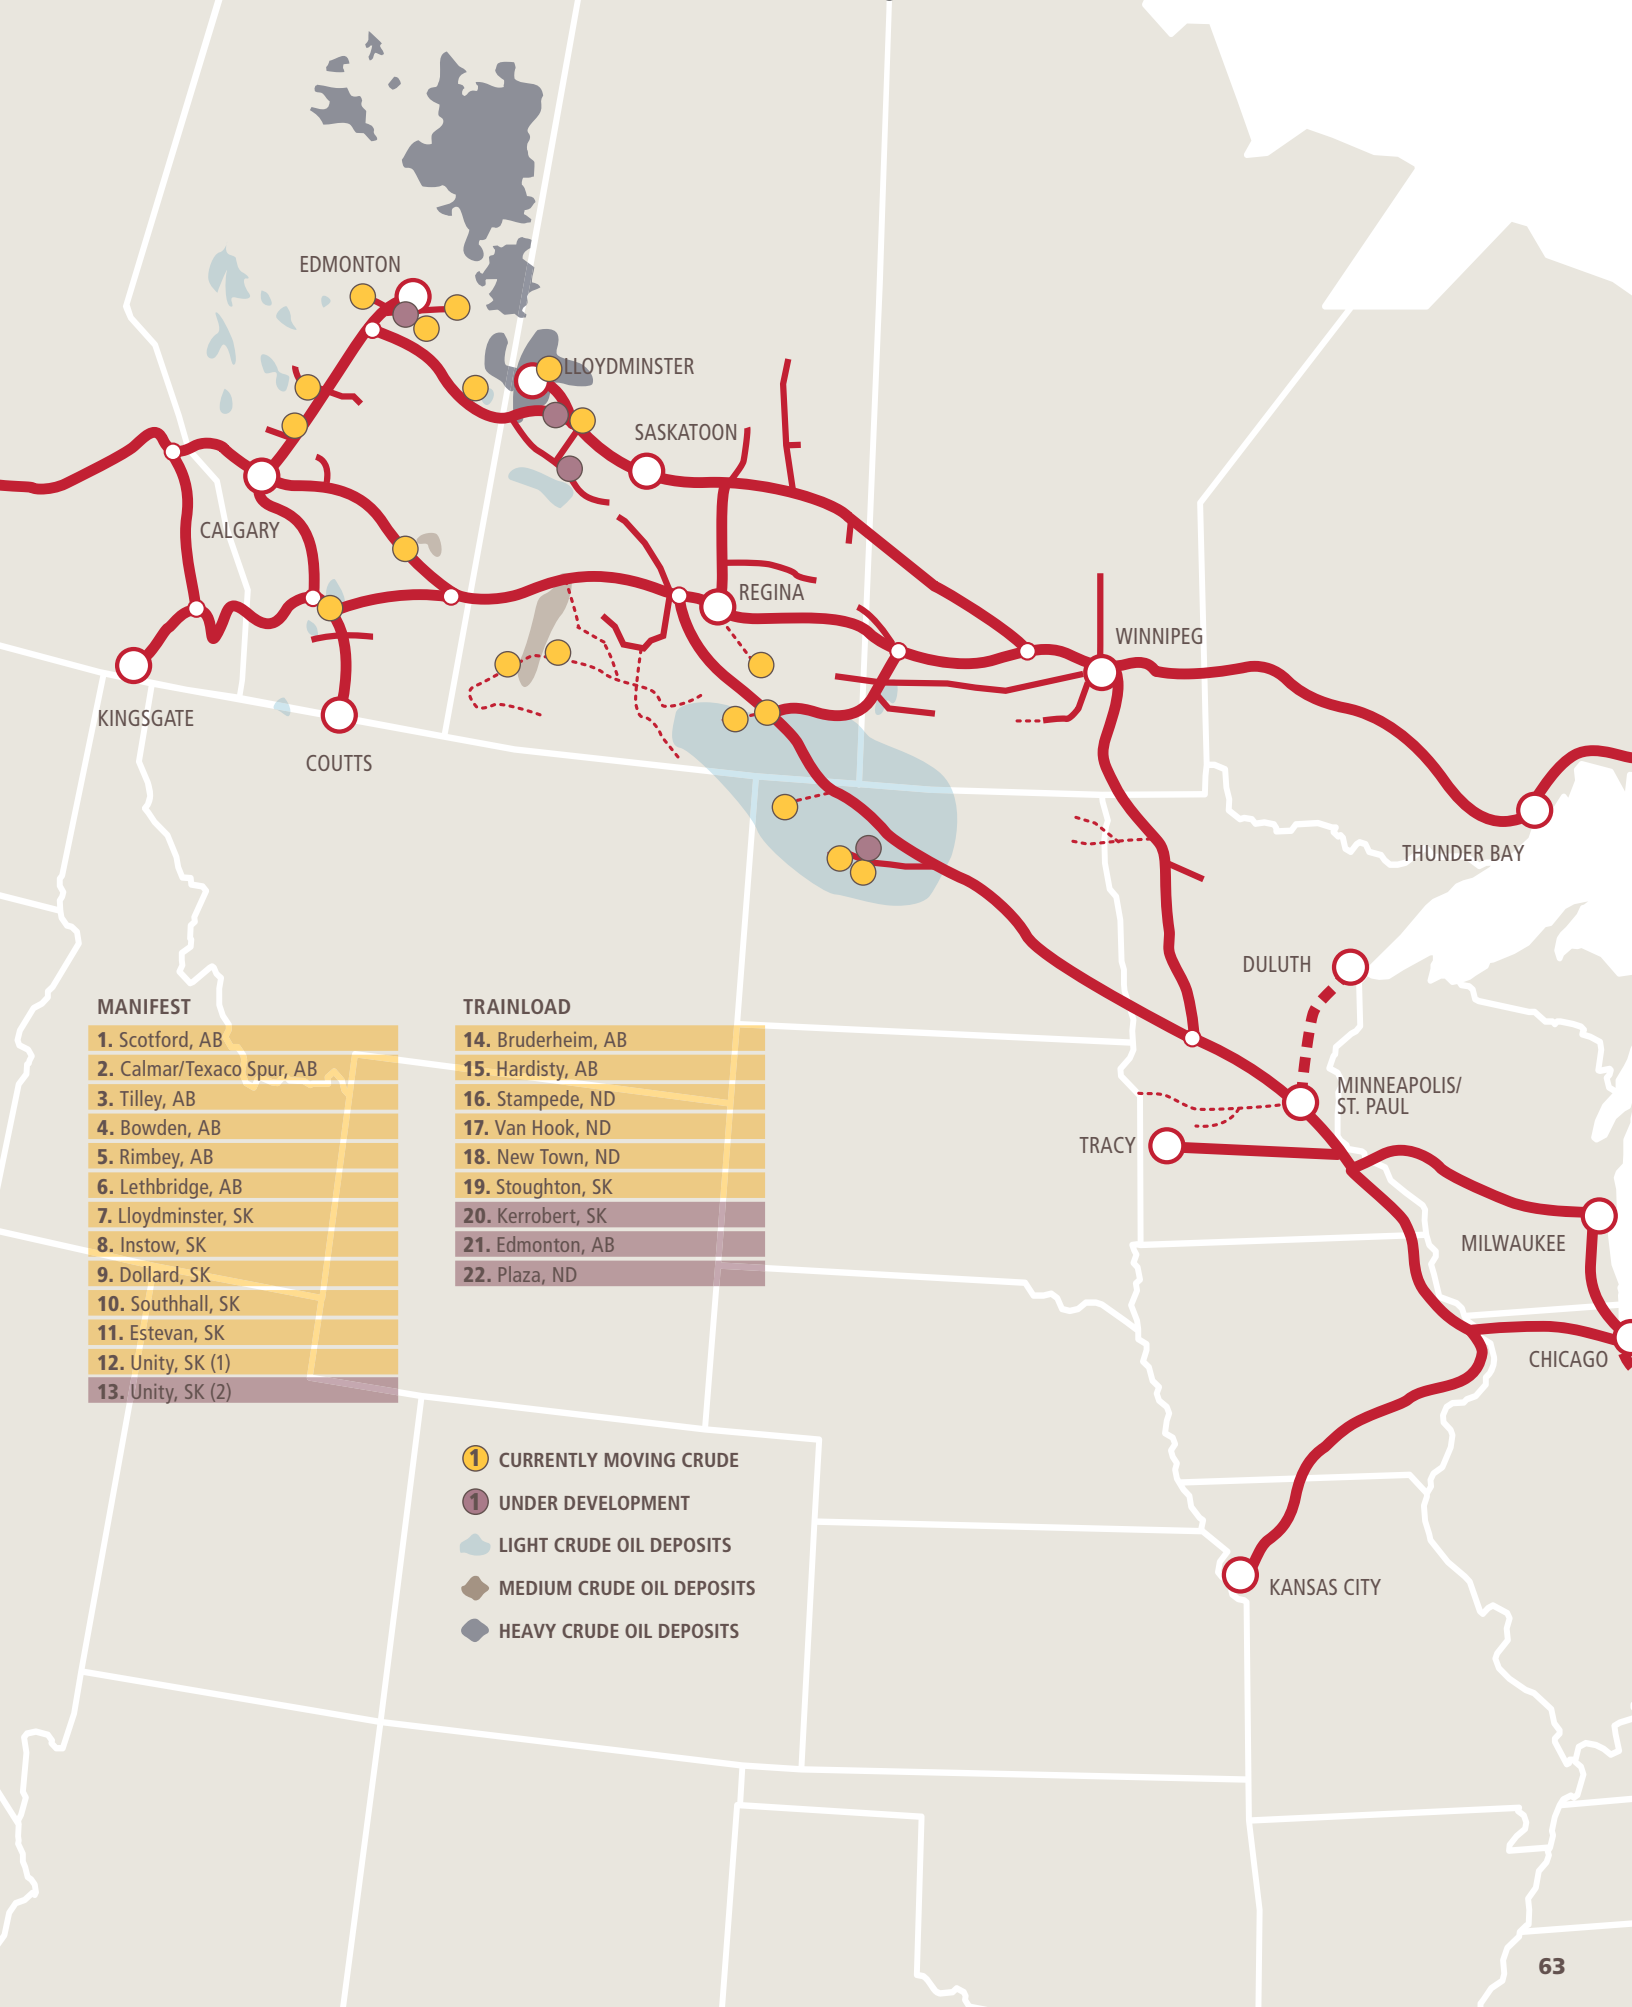 EDMONTON
LLOYDMINSTER
SASKATOON
CALGARY
REGINA
WINNIPEG
KINGSGATE
COUTTS
THUNDER BAY
DULUTH
MINNEAPOLIS/
ST. PAUL
TRACY
MILWAUKEE
CHICAGO
KANSAS CITY
MANIFEST
1. Scotford, AB
2. Calmar/Texaco Spur, AB
3. Tilley, AB
4. Bowden, AB
5. Rimbey, AB
6. Lethbridge, AB
7. Lloydminster, SK
8. Instow, SK
9. Dollard, SK
10. Southhall, SK
11. Estevan, SK
12. Unity, SK (1)
13. Unity, SK (2)
TRAINLOAD
14. Bruderheim, AB
15. Hardisty, AB
16. Stampede, ND
17. Van Hook, ND
18. New Town, ND
19. Stoughton, SK
20. Kerrobert, SK
21. Edmonton, AB
22. Plaza, ND
1 CURRENTLY MOVING CRUDE
1 UNDER DEVELOPMENT
LIGHT CRUDE OIL DEPOSITS
MEDIUM CRUDE OIL DEPOSITS
HEAVY CRUDE OIL DEPOSITS
63